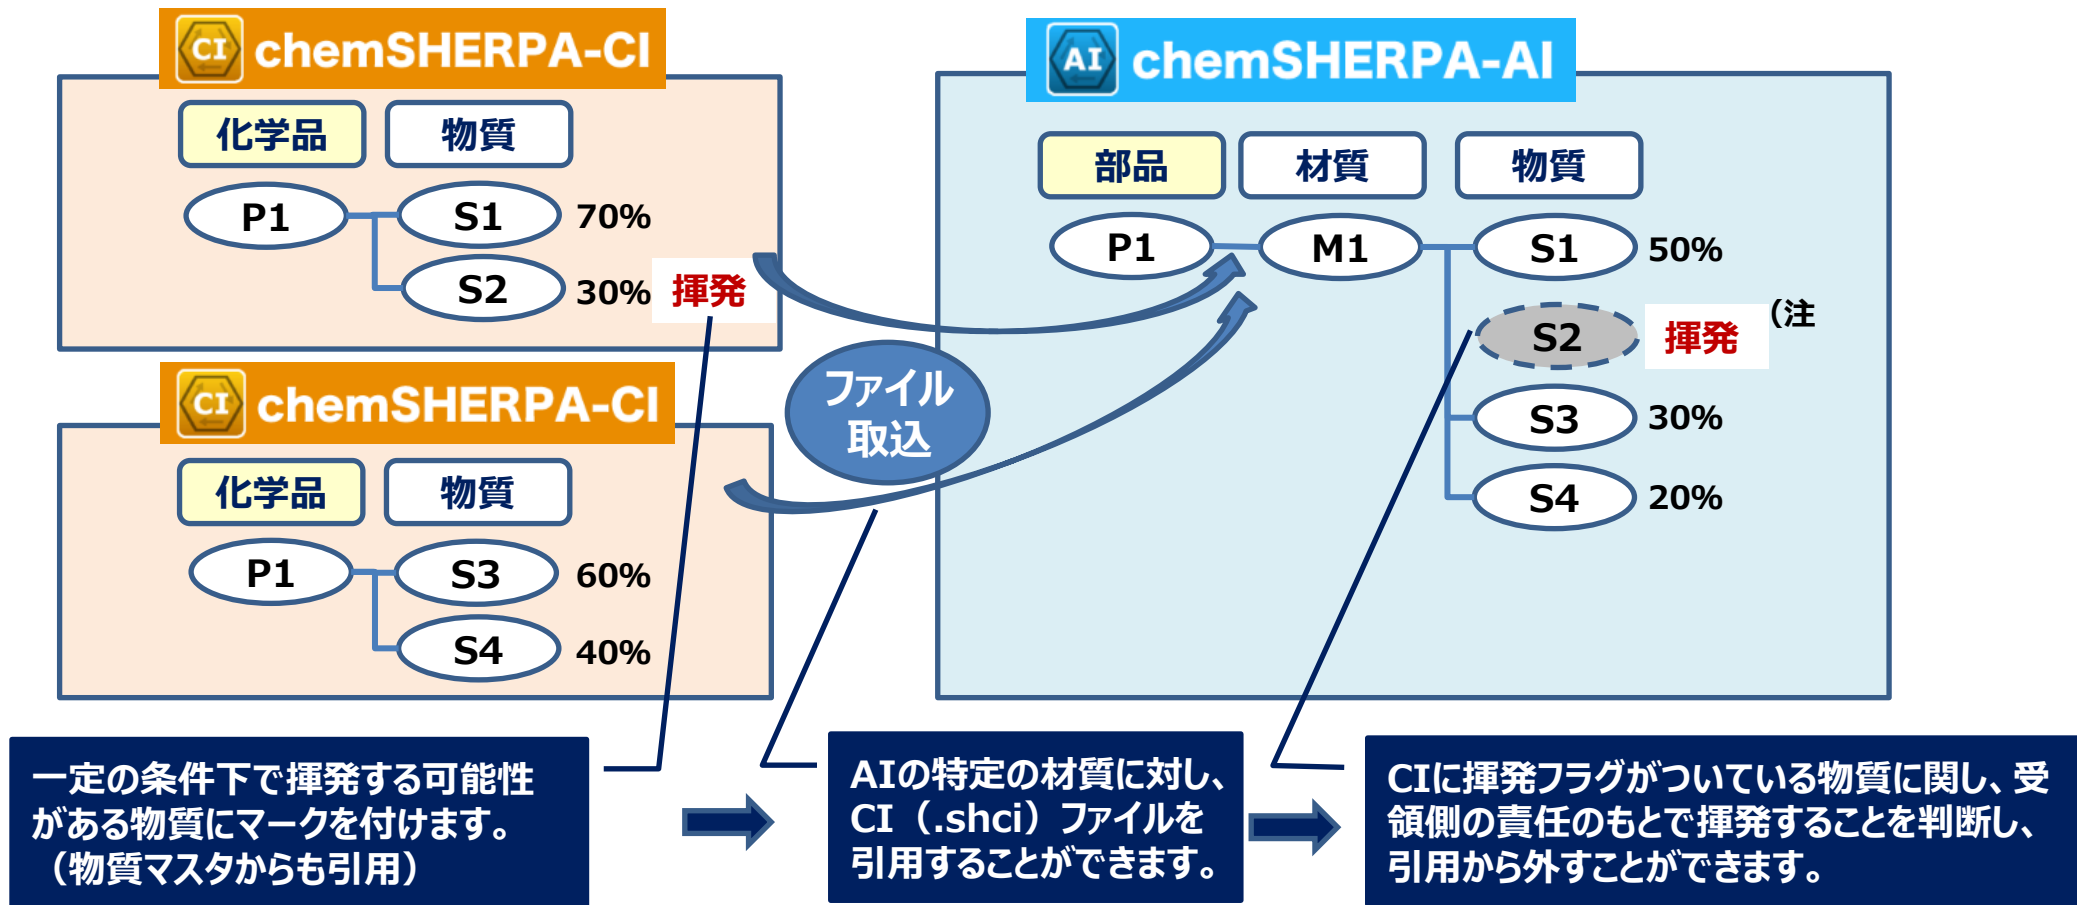 CI chemSHERPA-CI
化学品 物質
P1 S1 70%
S2 30% 揮発
CI chemSHERPA-CI
化学品 物質
P1 S3 60%
S4 40%
ファイル
取込
AI chemSHERPA-AI
部品 材質 物質
P1 M1 S1 50%
S2 揮発 (注
S3 30%
S4 20%
一定の条件下で揮発する可能性
がある物質にマークを付けます。
（物質マスタからも引用）
AIの特定の材質に対し、
CI（.shci）ファイルを
引用することができます。
CIに揮発フラグがついている物質に関し、受
領側の責任のもとで揮発することを判断し、
引用から外すことができます。